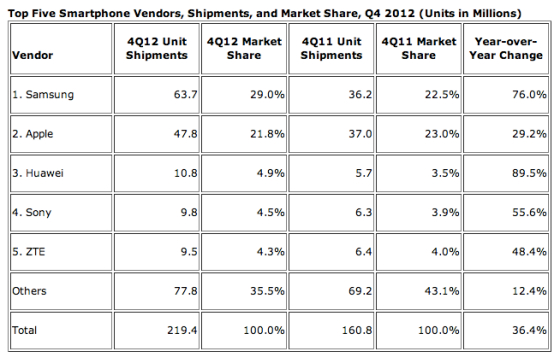 Top Five Smartphone Vendors, Shipments, and Market Share, Q4 2012 (Units in Millions)
Vendor 4Q12 Unit Shipments 4Q12 Market Share 4Q11 Unit Shipments 4Q11 Market Share Year-over-Year Change
1. Samsung 63.7 29.0% 36.2 22.5% 76.0%
2. Apple 47.8 21.8% 37.0 23.0% 29.2%
3. Huawei 10.8 4.9% 5.7 3.5% 89.5%
4. Sony 9.8 4.5% 6.3 3.9% 55.6%
5. ZTE 9.5 4.3% 6.4 4.0% 48.4%
Others 77.8 35.5% 69.2 43.1% 12.4%
Total 219.4 100.0% 160.8 100.0% 36.4%